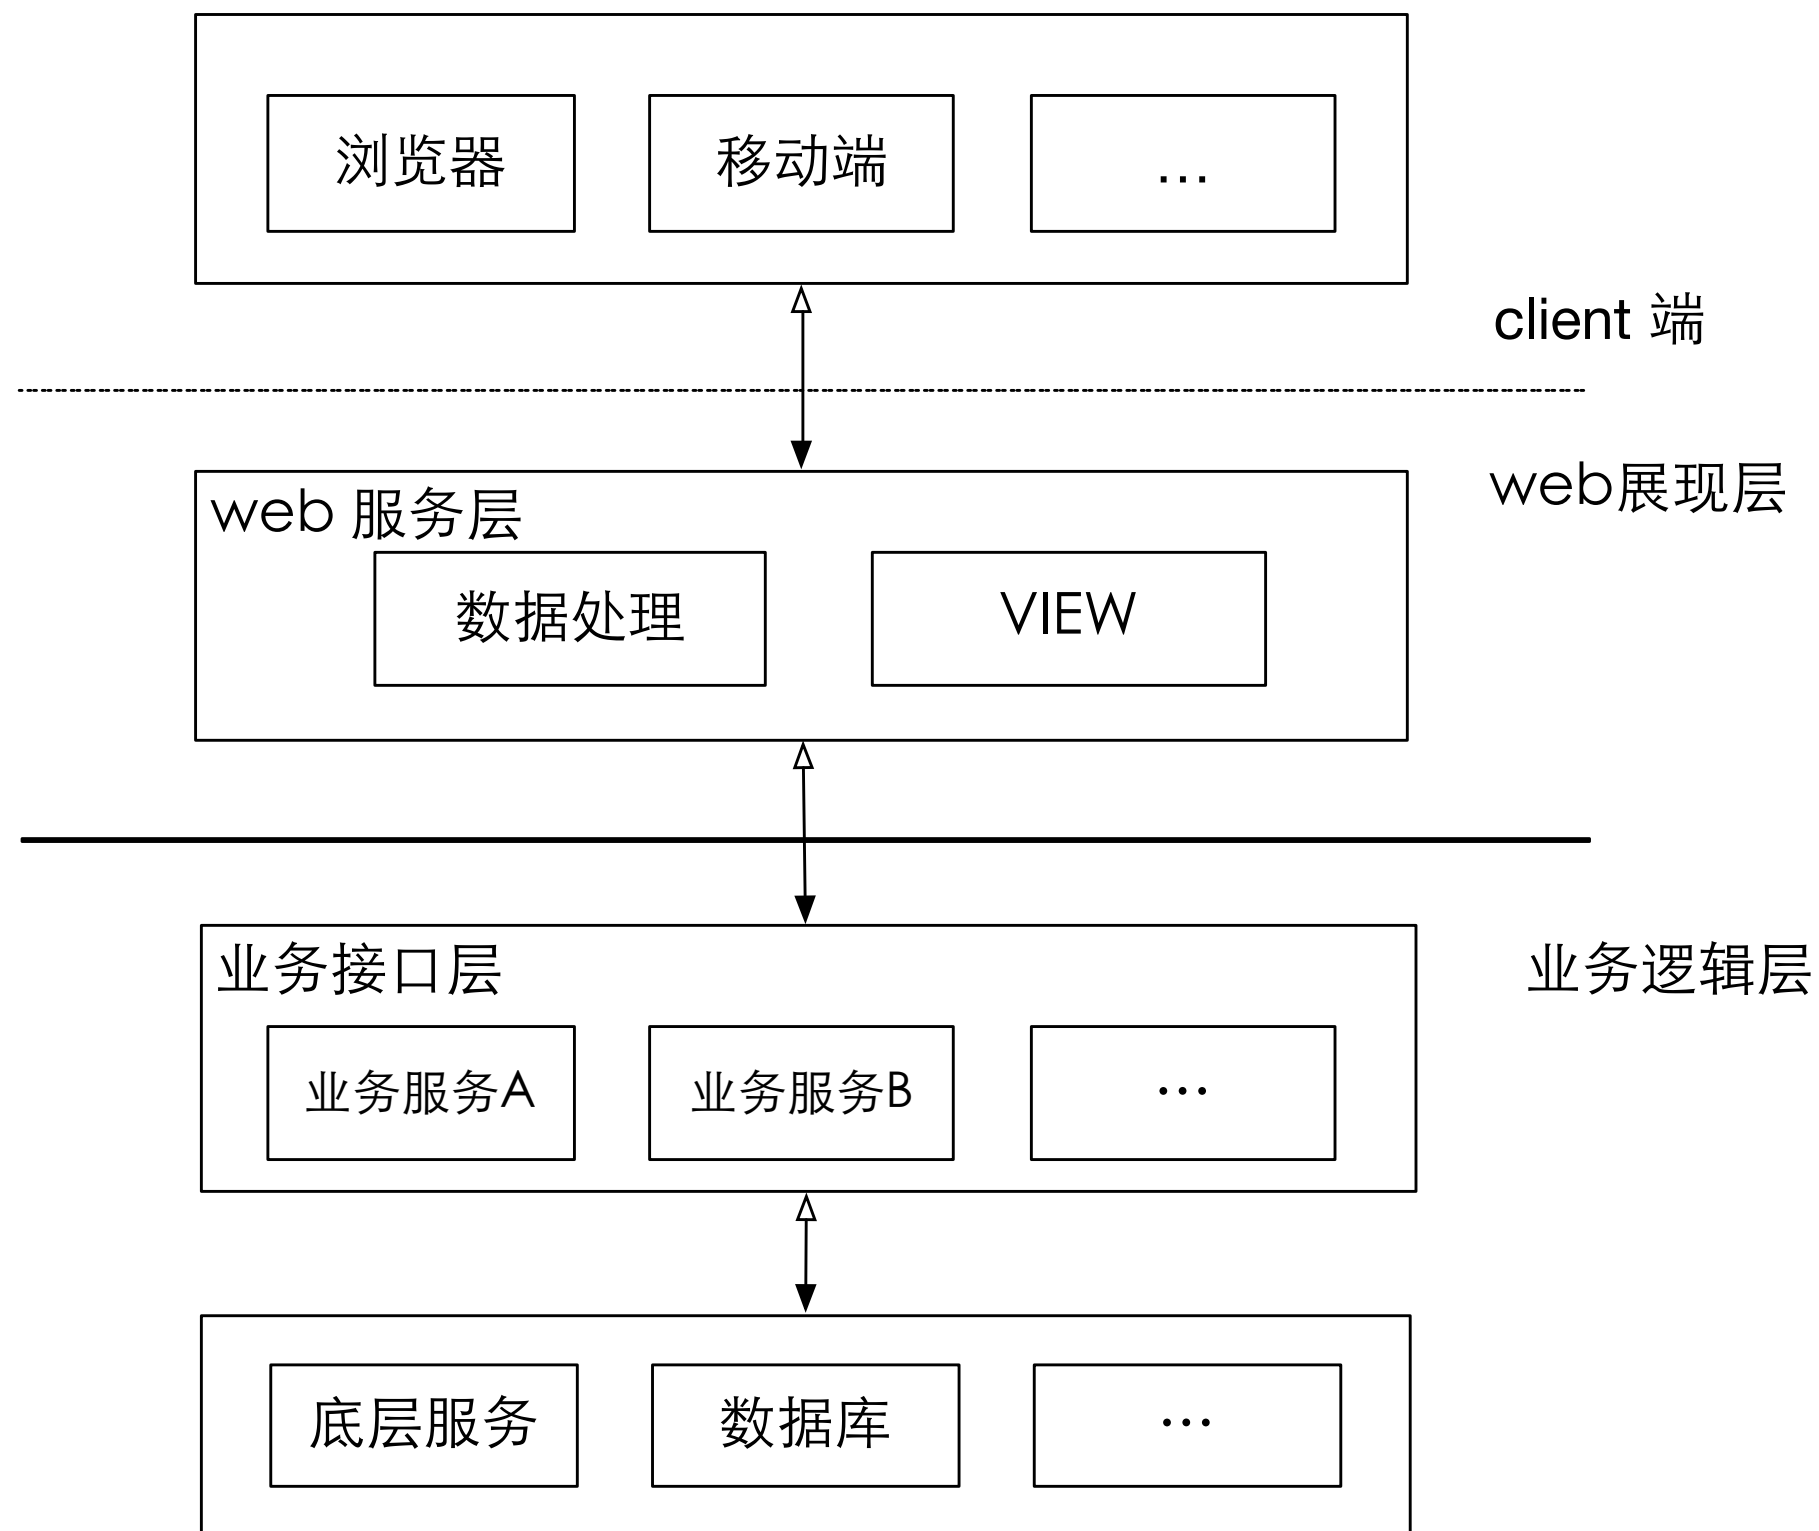 浏览器
移动端
...
client 端
web展现层
web 服务层
数据处理
VIEW
业务接口层
业务逻辑层
业务服务A
业务服务B
...
底层服务
数据库
...